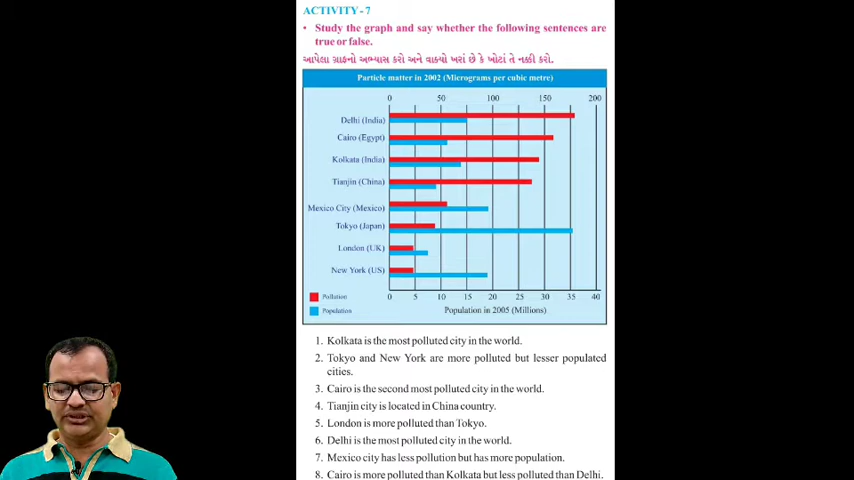 ACTIVITY - 7
• Study the graph and say whether the following sentences are
true or false.
આપેલા ગ્રાફનો અભ્યાસ કરો અને વાક્યો ખરાં છે કે ખોટાં તે નક્કી કરો.
Particle matter in 2002 (Micrograms per cubic metre)
0 50 100 150 200
Delhi (India)
Cairo (Egypt)
Kolkata (India)
Tianjin (China)
Mexico City (Mexico)
Tokyo (Japan)
London (UK)
New York (US)
Pollution
0 5 10 15 20 25 30 35 40
Population
Population in 2005 (Millions)
1. Kolkata is the most polluted city in the world.
2. Tokyo and New York are more polluted but lesser populated
cities.
3. Cairo is the second most polluted city in the world.
4. Tianjin city is located in China country.
5. London is more polluted than Tokyo.
6. Delhi is the most polluted city in the world.
7. Mexico city has less pollution but has more population.
8. Cairo is more polluted than Kolkata but less polluted than Delhi.